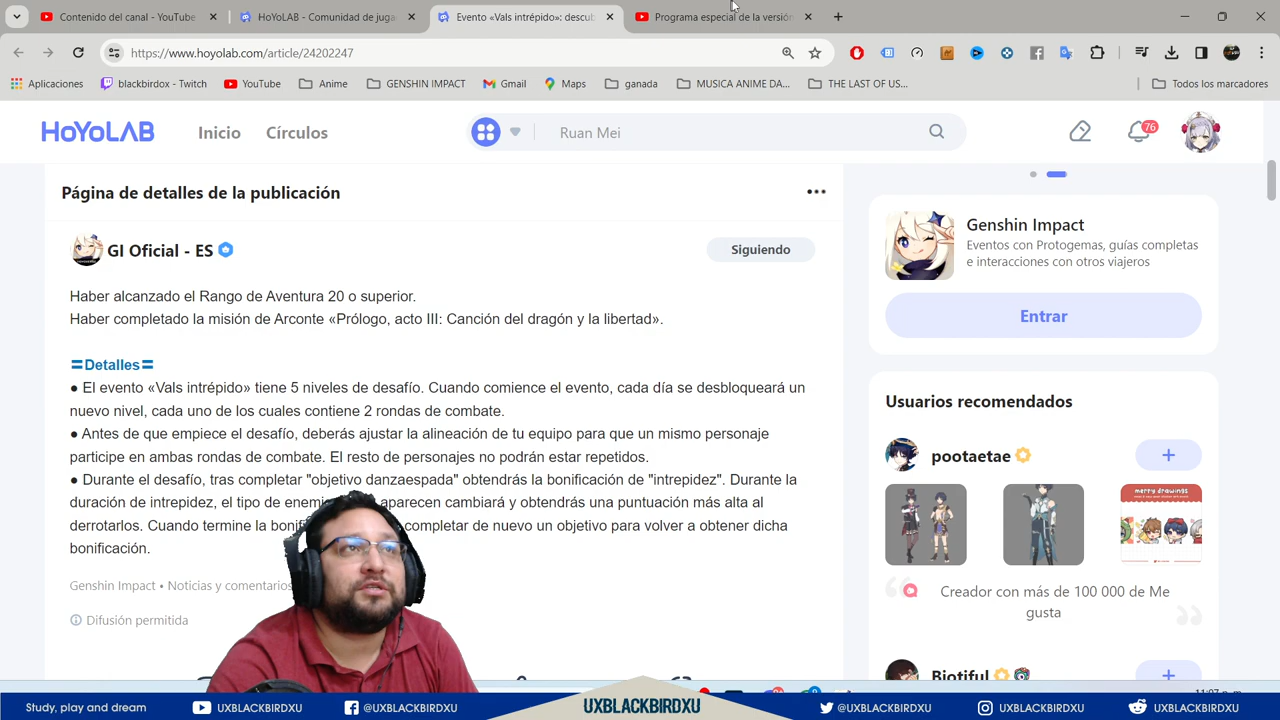 Contenido del canal - YouTube
HoYoLAB - Comunidad de juga
Evento «Vals intrépido»: descub
Programa especial de la versión
https://www.hoyolab.com/article/24202247
Aplicaciones
blackbirdox - Twitch
YouTube
Anime
GENSHIN IMPACT
Gmail
Maps
ganada
MUSICA ANIME DA...
THE LAST OF US...
Todos los marcadores
HoYoLAB
Inicio
Círculos
Ruan Mei
76
Página de detalles de la publicación
GI Oficial - ES
Siguiendo
Haber alcanzado el Rango de Aventura 20 o superior.
Haber completado la misión de Arconte «Prólogo, acto III: Canción del dragón y la libertad».
〓Detalles〓
● El evento «Vals intrépido» tiene 5 niveles de desafío. Cuando comience el evento, cada día se desbloqueará un
nuevo nivel, cada uno de los cuales contiene 2 rondas de combate.
● Antes de que empiece el desafío, deberás ajustar la alineación de tu equipo para que un mismo personaje
participe en ambas rondas de combate. El resto de personajes no podrán estar repetidos.
● Durante el desafío, tras completar "objetivo danzaespada" obtendrás la bonificación de "intrepidez". Durante la
duración de intrepidez, el tipo de enemi aparecen cambiará y obtendrás una puntuación más alta al
derrotarlos. Cuando termine la bonif completar de nuevo un objetivo para volver a obtener dicha
bonificación.
Genshin Impact • Noticias y comentarios
Difusión permitida
Genshin Impact
Eventos con Protogemas, guías completas
e interacciones con otros viajeros
Entrar
Usuarios recomendados
pootaetae
merry drawings
Creador con más de 100 000 de Me
gusta
Biotiful
Study, play and dream
UXBLACKBIRDXU
@UXBLACKBIRDXU
UXBLACKBIRDXU
@UXBLACKBIRDXU
UXBLACKBIRDXU
UXBLACKBIRDXU